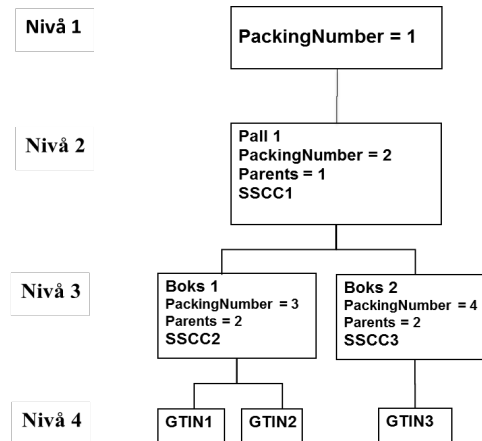 Nivå 1
PackingNumber = 1
Nivå 2
Pall 1
PackingNumber = 2
Parents = 1
SSCC1
Nivå 3
Boks 1
PackingNumber = 3
Parents = 2
SSCC2
Boks 2
PackingNumber = 4
Parents = 2
SSCC3
Nivå 4
GTIN1
GTIN2
GTIN3